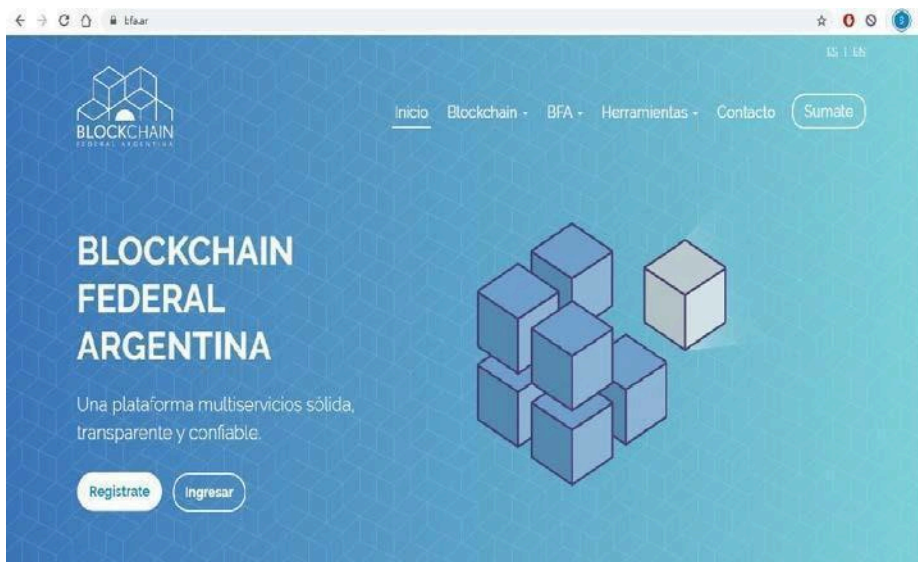 bfa.ar
ES | EN
BLOCKCHAIN
FEDERAL ARGENTINA
Inicio Blockchain BFA Herramientas Contacto Sumate
BLOCKCHAIN
FEDERAL
ARGENTINA
Una plataforma multiservicios sólida,
transparente y confiable.
Registrate Ingresar